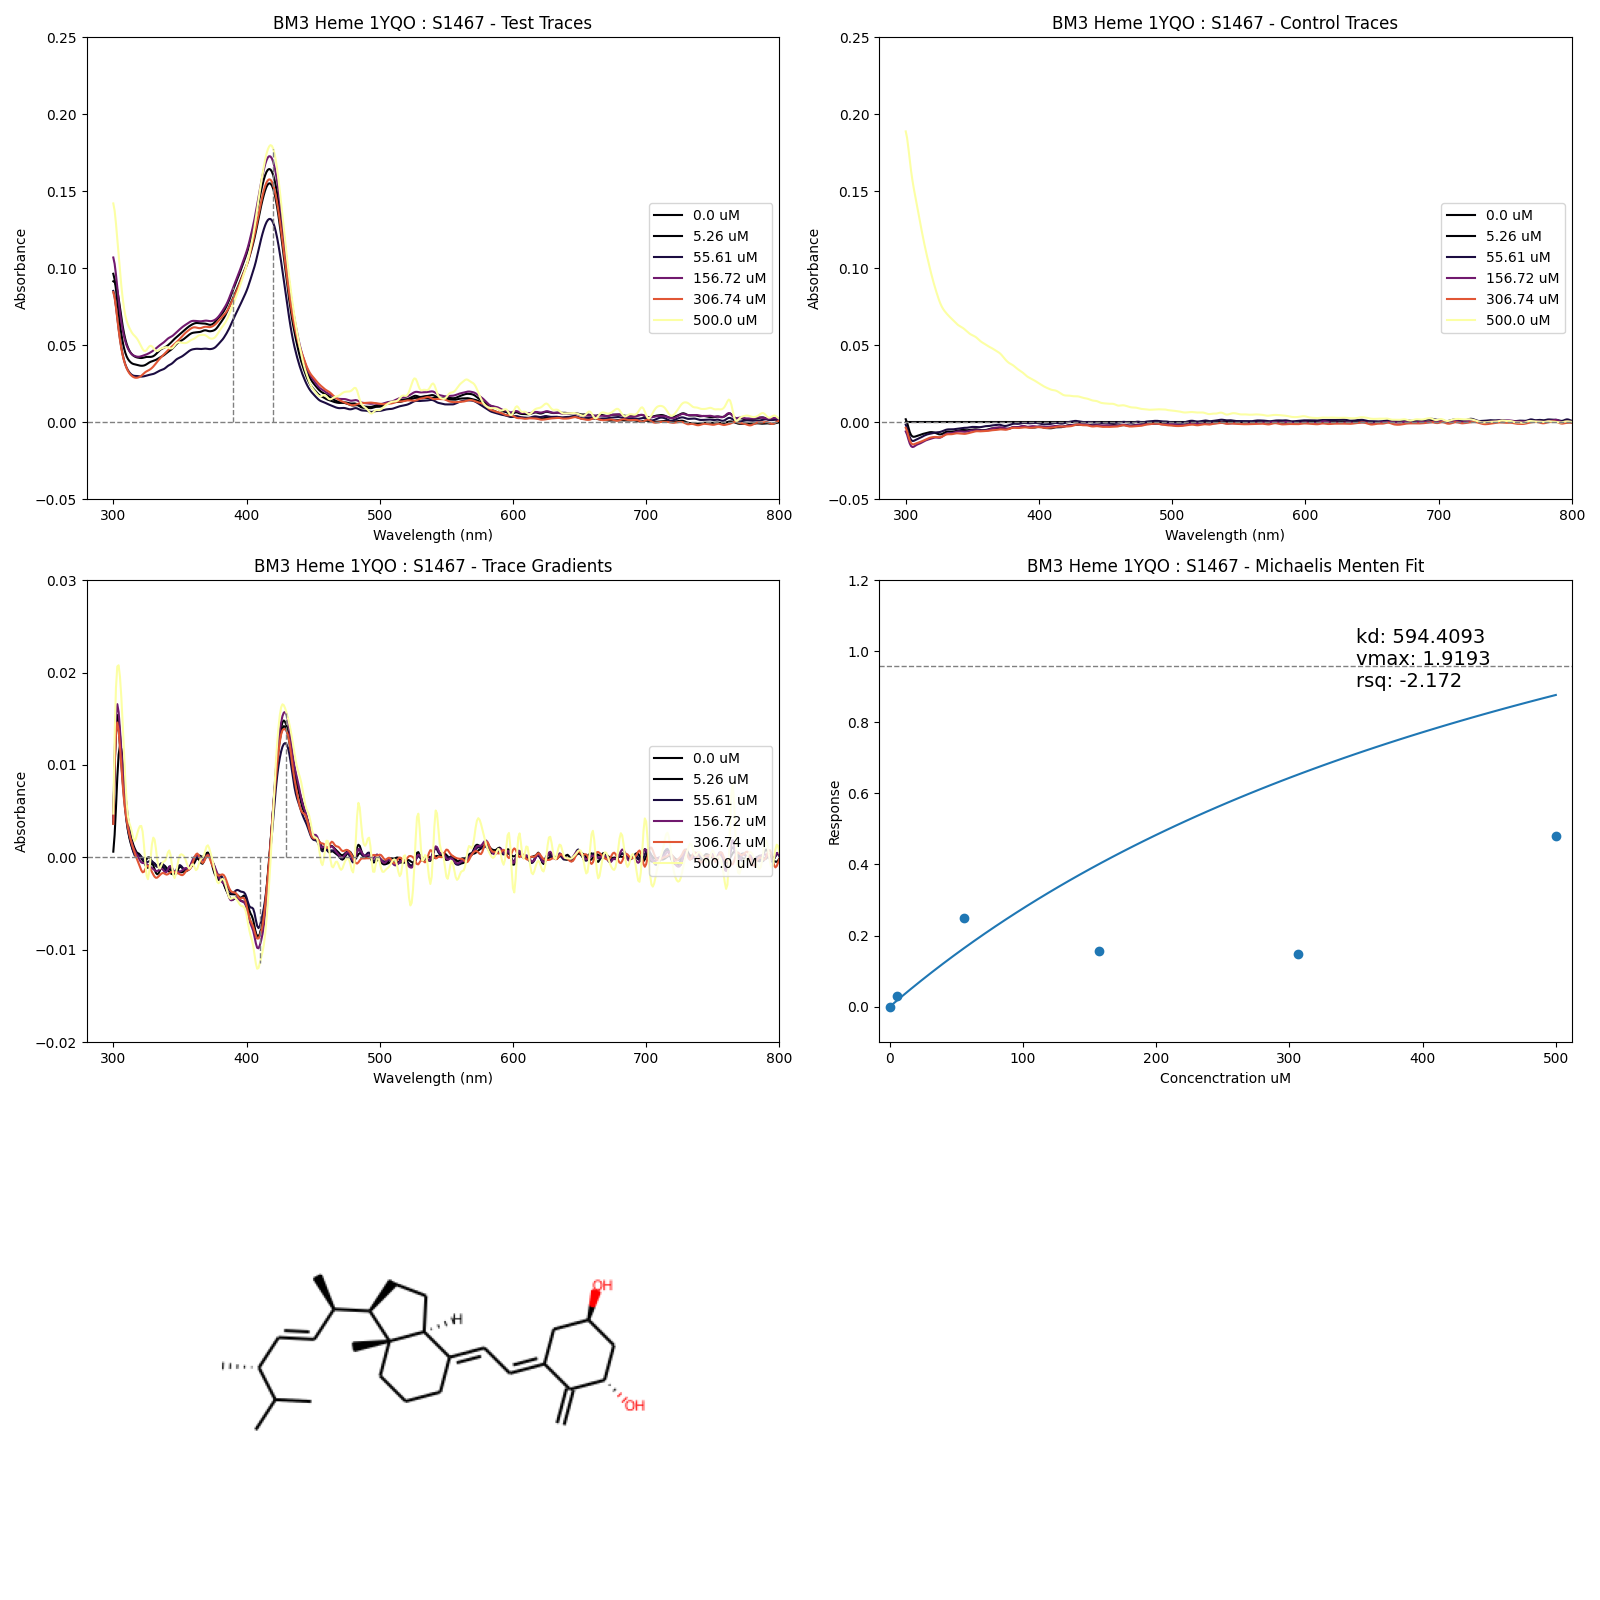 BM3 Heme 1YQO : S1467 - Test Traces
0.25
0.20
0.15
0.10
0.05
0.00
−0.05
Absorbance
300 400 500 600 700 800
Wavelength (nm)
0.0 uM
5.26 uM
55.61 uM
156.72 uM
306.74 uM
500.0 uM
BM3 Heme 1YQO : S1467 - Control Traces
0.25
0.20
0.15
0.10
0.05
0.00
−0.05
Absorbance
300 400 500 600 700 800
Wavelength (nm)
0.0 uM
5.26 uM
55.61 uM
156.72 uM
306.74 uM
500.0 uM
BM3 Heme 1YQO : S1467 - Trace Gradients
0.03
0.02
0.01
0.00
−0.01
−0.02
Absorbance
300 400 500 600 700 800
Wavelength (nm)
0.0 uM
5.26 uM
55.61 uM
156.72 uM
306.74 uM
500.0 uM
BM3 Heme 1YQO : S1467 - Michaelis Menten Fit
1.2
1.0
0.8
0.6
0.4
0.2
0.0
Response
kd: 594.4093
vmax: 1.9193
rsq: -2.172
0 100 200 300 400 500
Concenctration uM
OH
H
OH